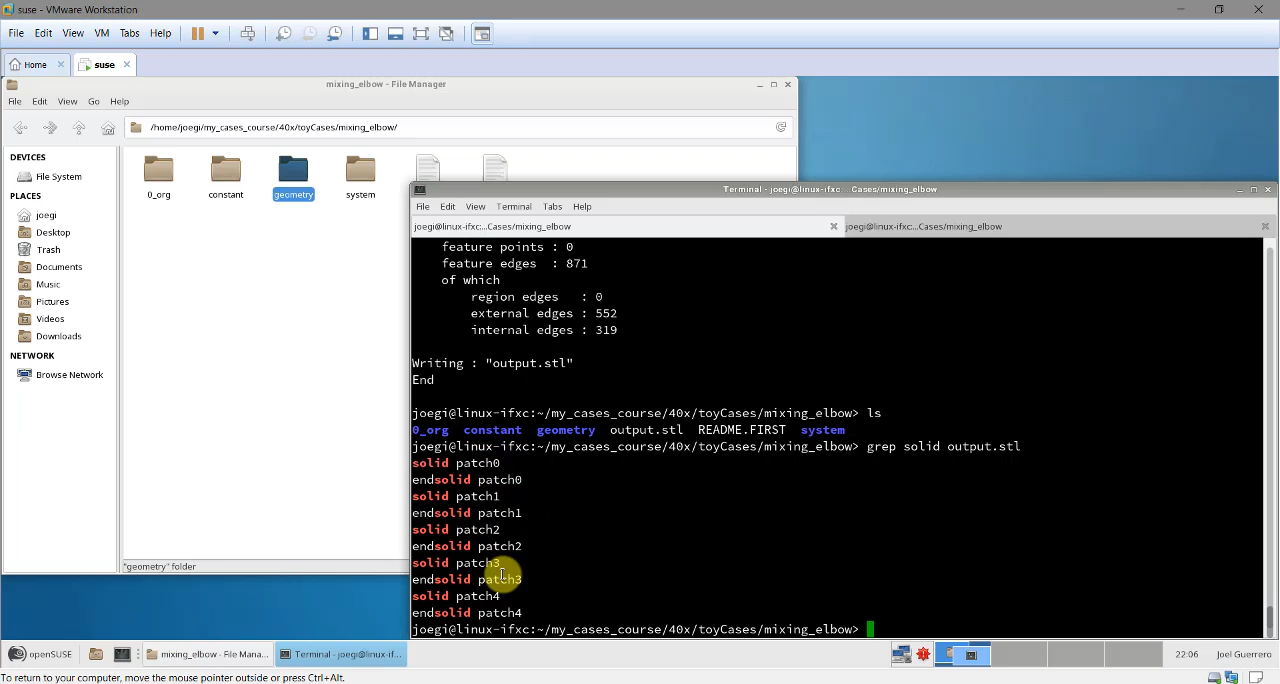 suse - VMware Workstation
File Edit View VM Tabs Help
Home suse
mixing_elbow - File Manager
File Edit View Go Help
/home/joegi/my_cases_course/40x/toyCases/mixing_elbow/
DEVICES
File System
PLACES
joegi
Desktop
Trash
Documents
Music
Pictures
Videos
Downloads
NETWORK
Browse Network
0_org constant geometry system
"geometry" folder
Terminal - joegi@linux-ifxc:...Cases/mixing_elbow
File Edit View Terminal Tabs Help
joegi@linux-ifxc:...Cases/mixing_elbow joegi@linux-ifxc:...Cases/mixing_elbow
feature points : 0
feature edges : 871
of which
region edges : 0
external edges : 552
internal edges : 319
Writing : "output.stl"
End
joegi@linux-ifxc:~/my_cases_course/40x/toyCases/mixing_elbow> ls
0_org constant geometry output.stl README.FIRST system
joegi@linux-ifxc:~/my_cases_course/40x/toyCases/mixing_elbow> grep solid output.stl
solid patch0
endsolid patch0
solid patch1
endsolid patch1
solid patch2
endsolid patch2
solid patch3
endsolid patch3
solid patch4
endsolid patch4
joegi@linux-ifxc:~/my_cases_course/40x/toyCases/mixing_elbow>
openSUSE mixing_elbow - File Mana... Terminal - joegi@linux-if... 22:06 Joel Guerrero
To return to your computer, move the mouse pointer outside or press Ctrl+Alt.